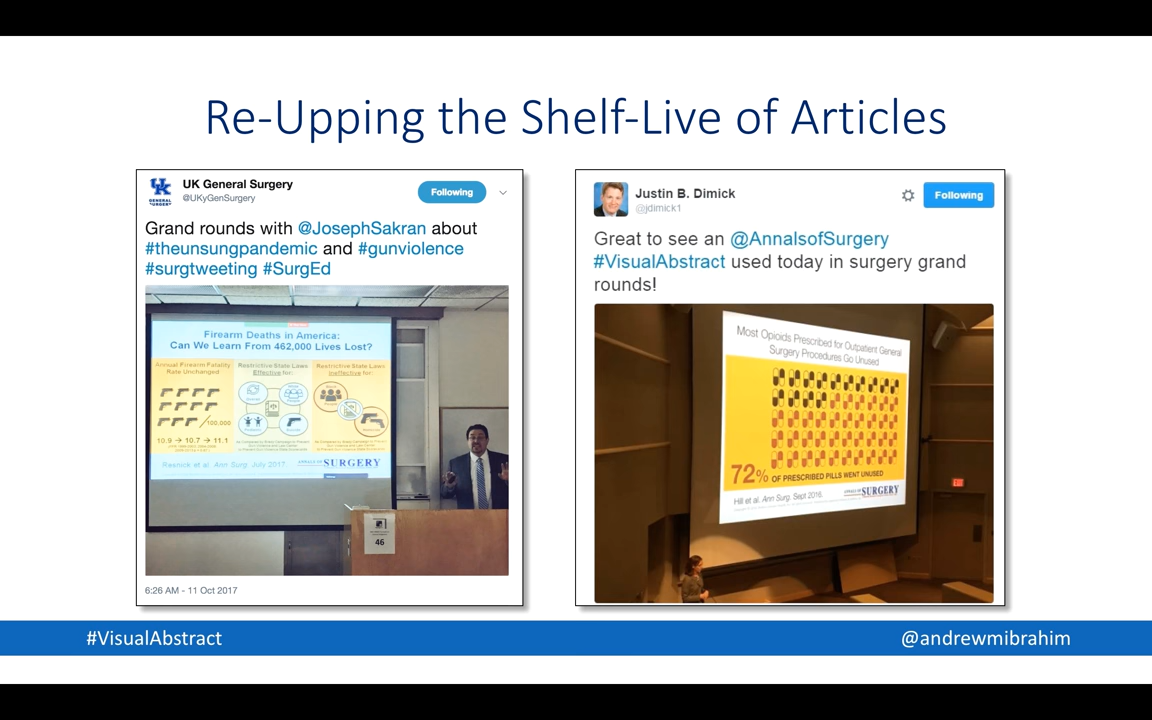 Re-Upping the Shelf-Live of Articles
UK General Surgery
@UKyGenSurgery
Following
Grand rounds with @JosephSakran about
#theunsungpandemic and #gunviolence
#surgtweeting #SurgEd
Firearm Deaths in America:
Can We Learn From 462,000 Lives Lost?
Annual Firearm Fatality
Rate Unchanged
/100,000
10.9 → 10.7 → 11.1
Restrictive State Laws
Effective for:
Restrictive State Laws
Ineffective for:
Resnick et al. Ann Surg. July 2017
ANNALS OF SURGERY
46
6:26 AM - 11 Oct 2017
Justin B. Dimick
@jdimick1
Following
Great to see an @AnnalsofSurgery
#VisualAbstract used today in surgery grand
rounds!
Most Opioids Prescribed for Outpatient General
Surgery Procedures Go Unused
72% OF PRESCRIBED PILLS WENT UNUSED
Hill et al. Ann Surg. Sept 2016
ANNALS OF SURGERY
EXIT
#VisualAbstract
@andrewmibrahim